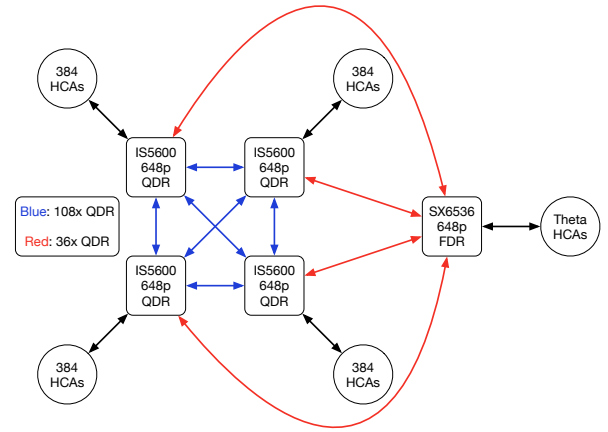 384
HCAs
384
HCAs
IS5600
648p
QDR
IS5600
648p
QDR
Blue: 108x QDR
Red: 36x QDR
SX6536
648p
FDR
Theta
HCAs
IS5600
648p
QDR
IS5600
648p
QDR
384
HCAs
384
HCAs